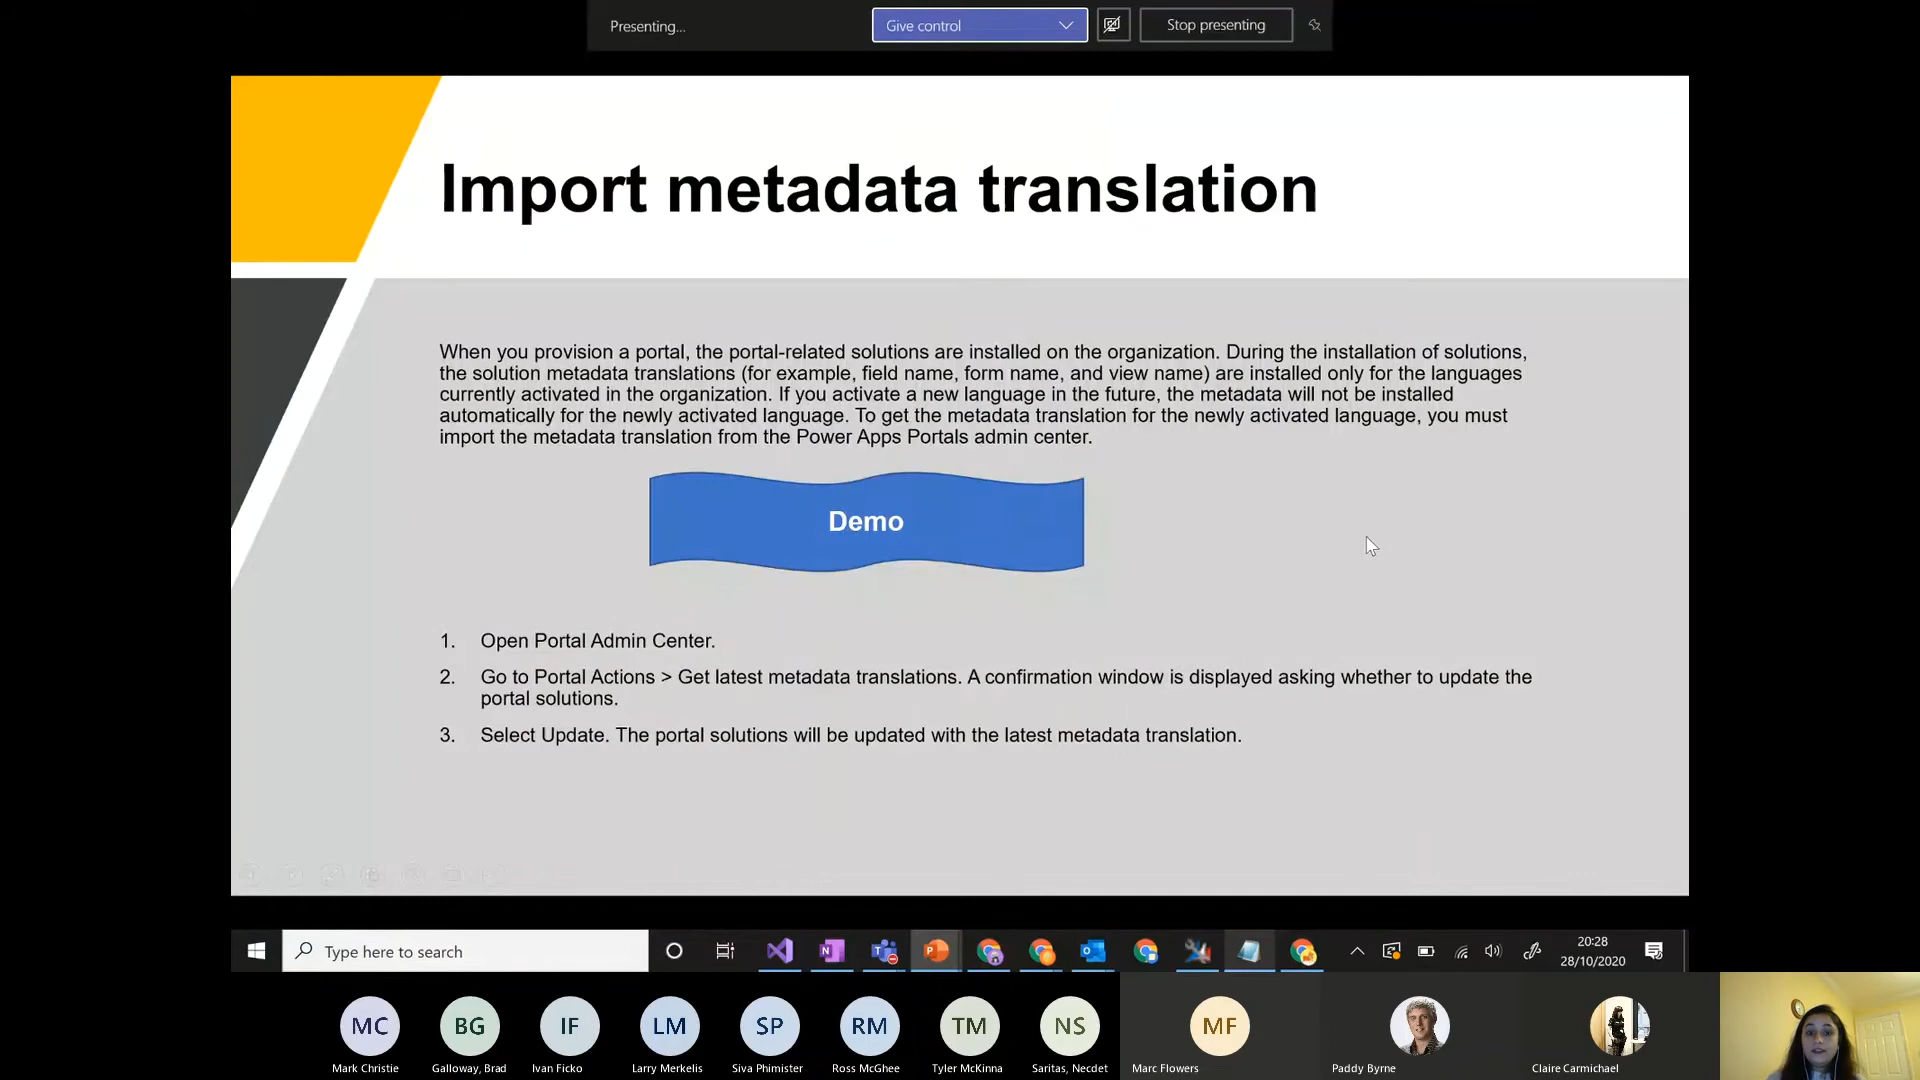 Presenting...
Give control
Stop presenting
Import metadata translation
When you provision a portal, the portal-related solutions are installed on the organization. During the installation of solutions,
the solution metadata translations (for example, field name, form name, and view name) are installed only for the languages
currently activated in the organization. If you activate a new language in the future, the metadata will not be installed
automatically for the newly activated language. To get the metadata translation for the newly activated language, you must
import the metadata translation from the Power Apps Portals admin center.
Demo
1. Open Portal Admin Center.
2. Go to Portal Actions > Get latest metadata translations. A confirmation window is displayed asking whether to update the
portal solutions.
3. Select Update. The portal solutions will be updated with the latest metadata translation.
Type here to search
20:28
28/10/2020
MC BG IF LM SP RM TM NS MF
Mark Christie Galloway, Brad Ivan Ficko Larry Merkelis Siva Phimister Ross McGhee Tyler McKinna Saritas, Necdet Marc Flowers Paddy Byrne Claire Carmichael